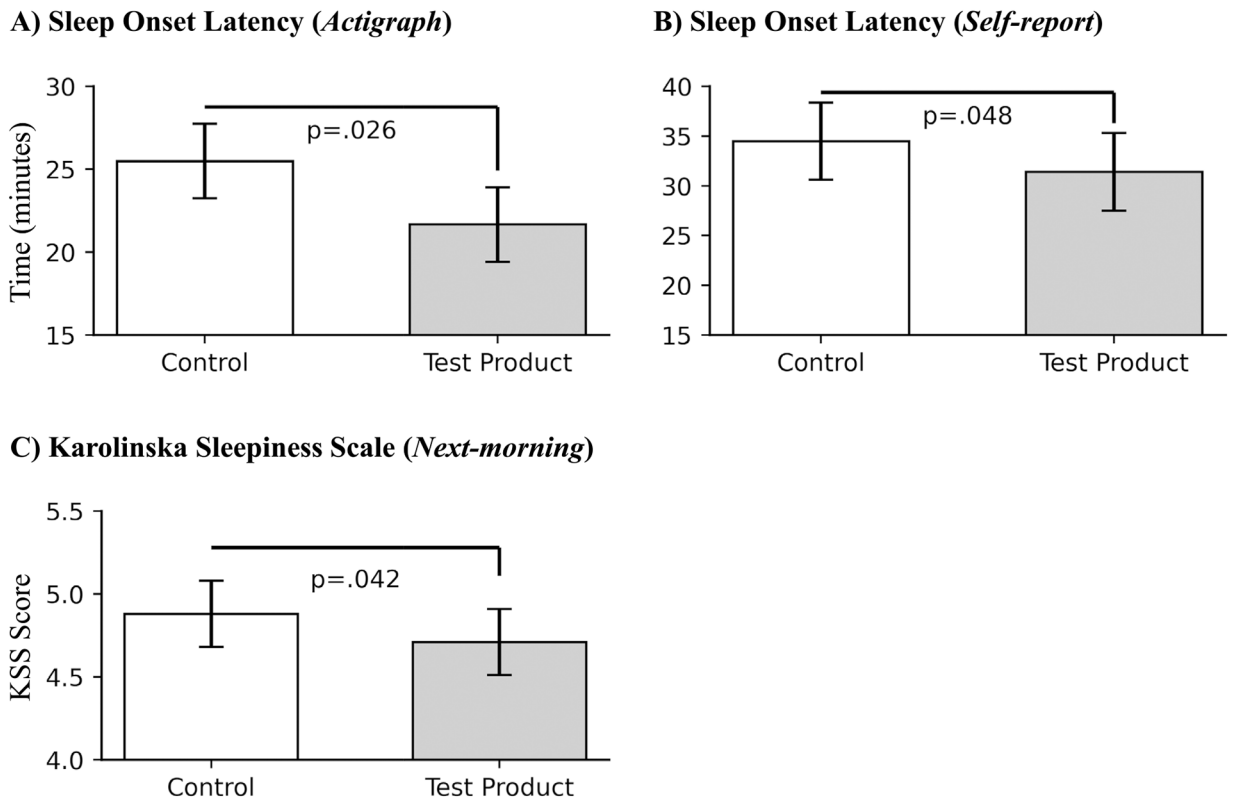 A) Sleep Onset Latency (Actigraph)
Time (minutes)
30
25
20
15
p=.026
Control
Test Product
B) Sleep Onset Latency (Self-report)
40
35
30
25
20
15
p=.048
Control
Test Product
C) Karolinska Sleepiness Scale (Next-morning)
KSS Score
5.5
5.0
4.5
4.0
p=.042
Control
Test Product